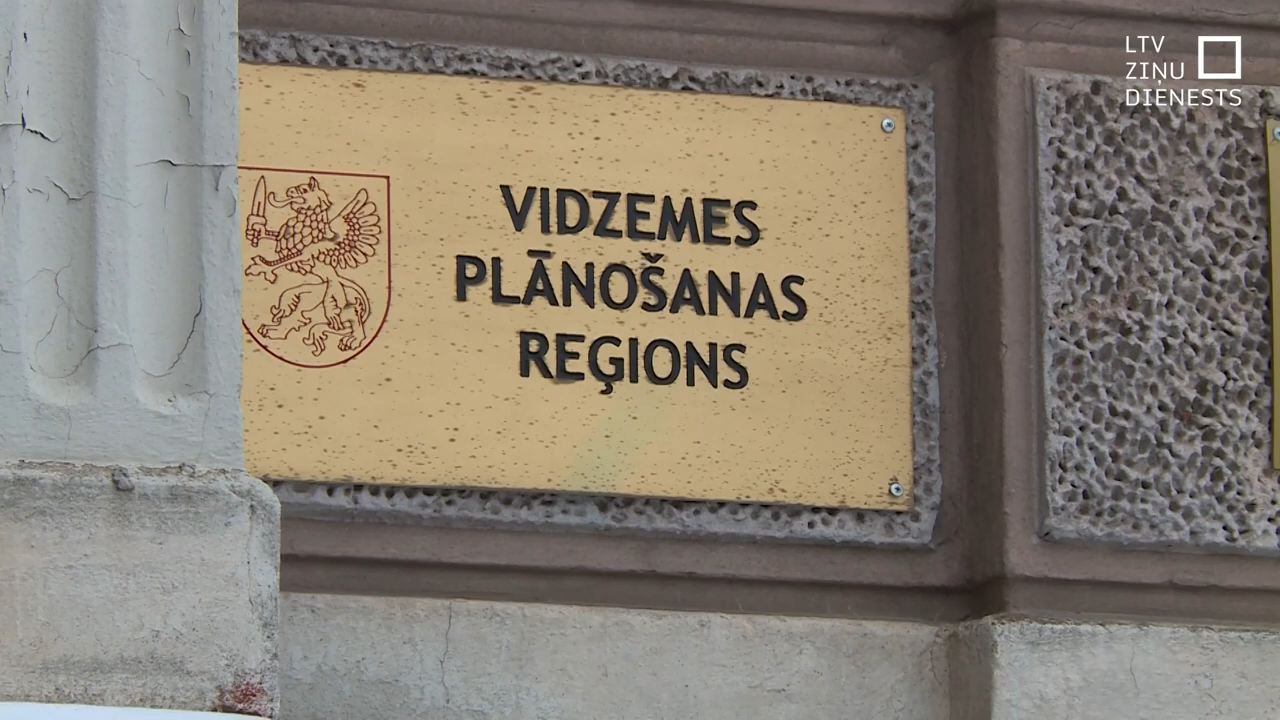 VIDZEMES
PLĀNOŠANAS
REĢIONS
LTV
ZIŅU
DIENESTS